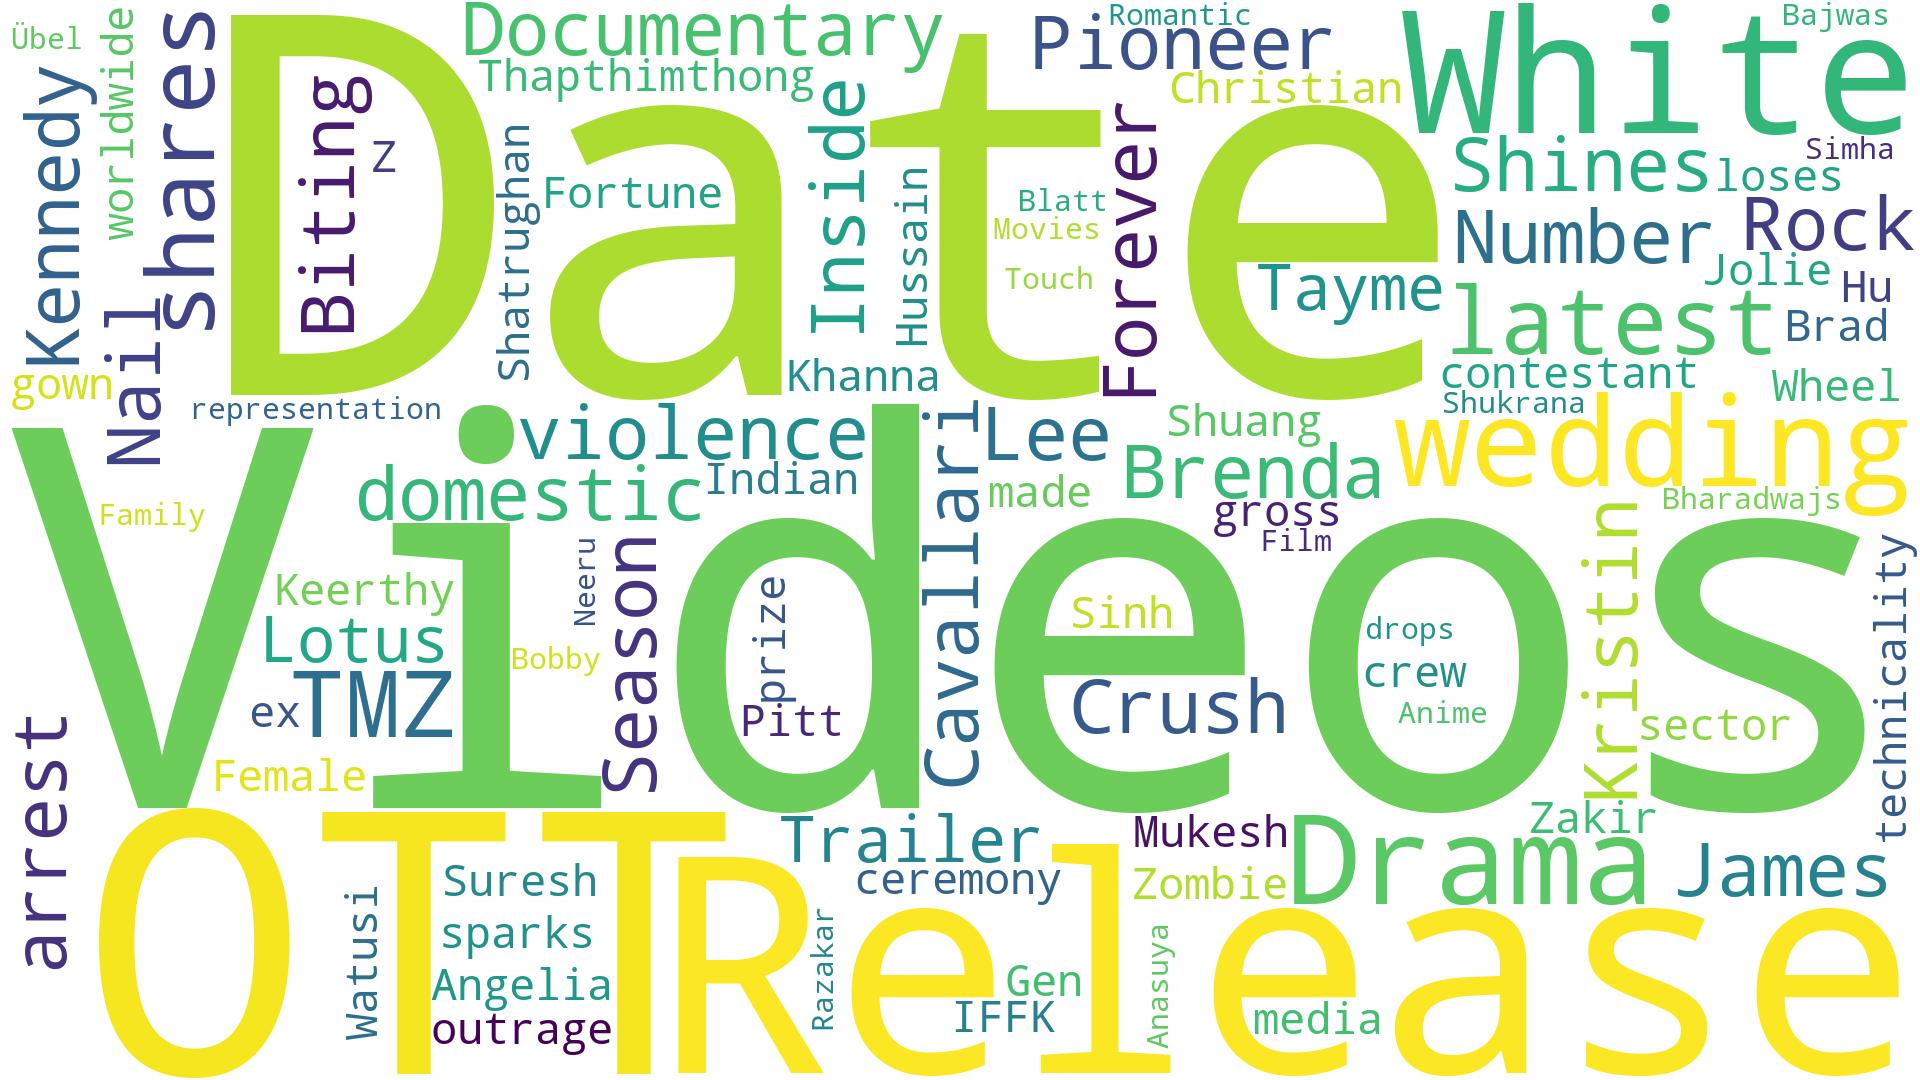 Übel
worldwide
Kennedy
shares
Date
Documentary
Thapthimthong
Pioneer
Romantic
Christian
White
Bajwas
Biting
Z
Shatrughan
Fortune
Inside
Hussain
Blatt
Movies
Touch
Forever
Tayme
Shines
loses
Simha
Number
Rock
Jolie
Hu
latest
Brad
Nail
gown
representation
Khanna
contestant
Shukrana
Wheel
Videos
violence
domestic
Indian
Cavallari
Lee
made
Shuang
Brenda
gross
Film
wedding
Bharadwajs
Family
Keerthy
Lotus
TMZ
ex
Neeru
Bobby
Season
prize
Pitt
Sinh
Crush
drops
crew
Anime
Kristin
sector
technicality
arrest
Female
OTT
Release
Trailer
ceremony
Mukesh
Zombie
Drama
Zakir
James
Watusi
Suresh
sparks
Angelia
outrage
Razakar
Gen
IFFK
Anasuya
media